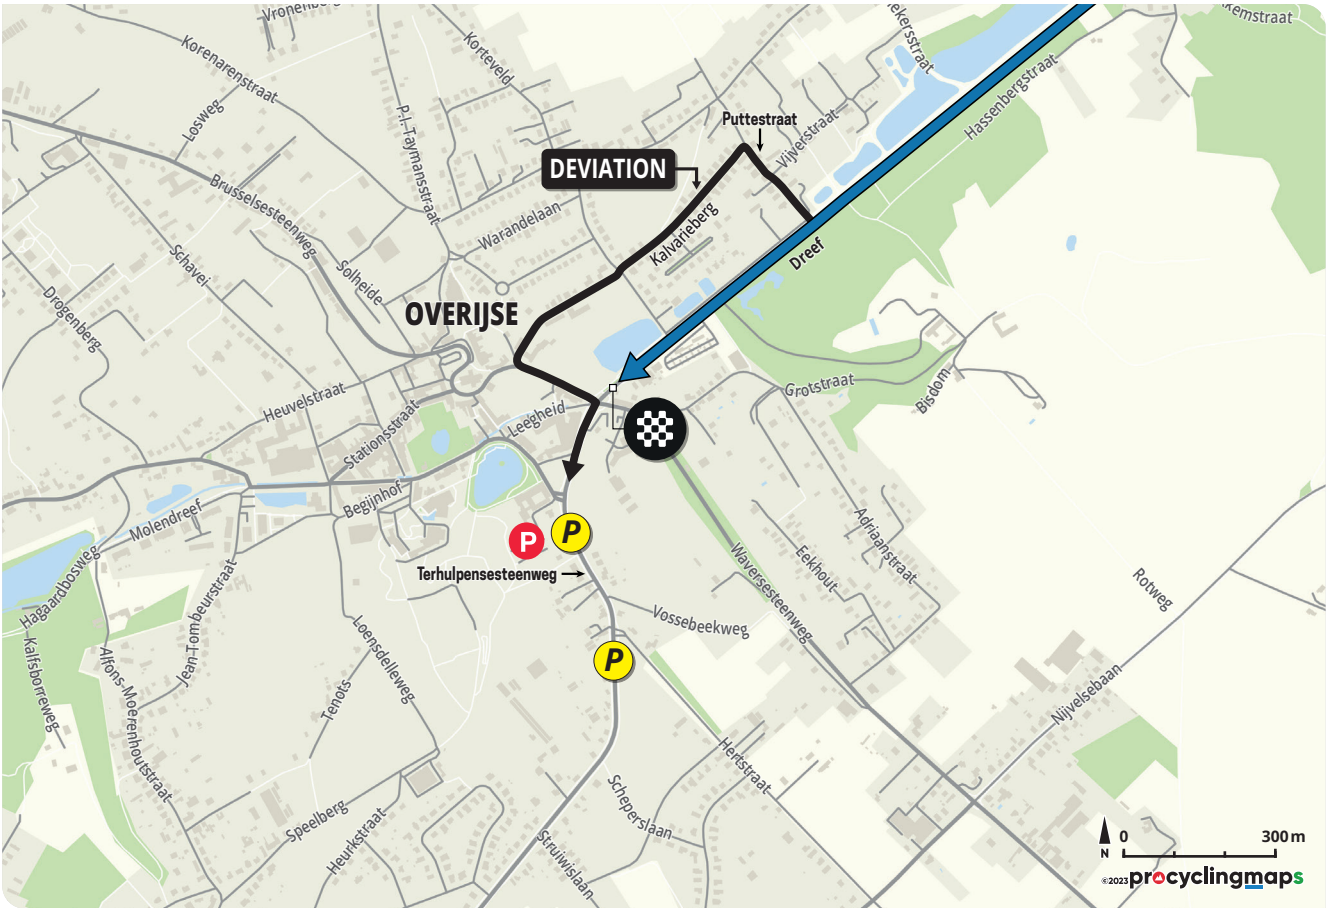 Korenarenstraat
Losweg
Korteveld
P.I. Taymansstraat
Hassenbergstraat
Puttestraat
Vijverstraat
DEVIATION
Brusselsesteenweg
Warandelaan
Kalvarieberg
Dreef
Schavei
Solheide
Drogenberg
OVERIJSE
Heuvelstraat
Stationsstraat
Leegheid
Grotstraat
Bisdom
Begijnhof
Molendreef
P
P
Terhulpensesteenweg
Adriaanstraat
Eekhout
Waversesteenweg
Rotweg
Hagaardbosweg
Kalfsborreweg
Jean Tombeurstraat
Alfons-Moerenhoutstraat
Loensdelleweg
Tenots
Vossebeekweg
P
Nijvelsebaan
Hertstraat
Speelberg
Heurkstraat
Scheperslaan
Struiwislaan
0 300 m
N
©2023 procyclingmaps